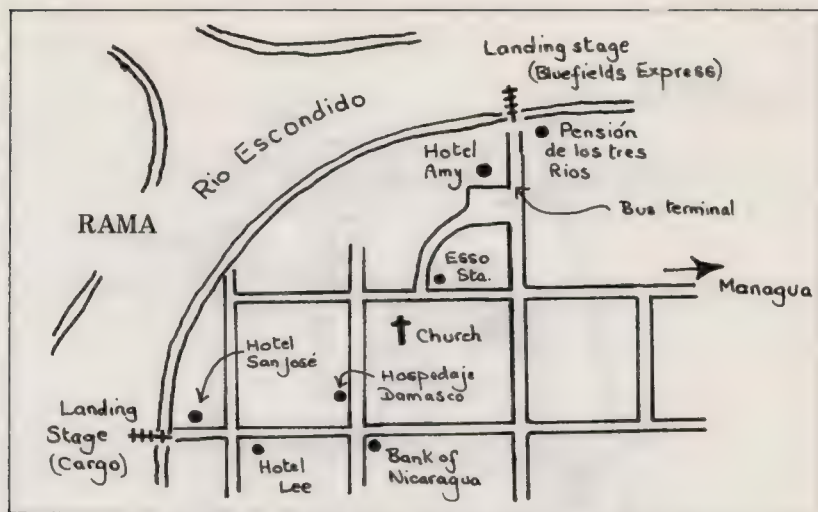 Landing stage
(Bluefields Express)
Rio Escondido
Pensión
de los tres
Rios
Hotel
Amy
Bus terminal
RAMA
Esso
Sta.
Managua
Church
Hotel
San José
Hospedaje
Damasco
Landing
Stage
(Cargo)
Hotel
Lee
Bank of
Nicaragua